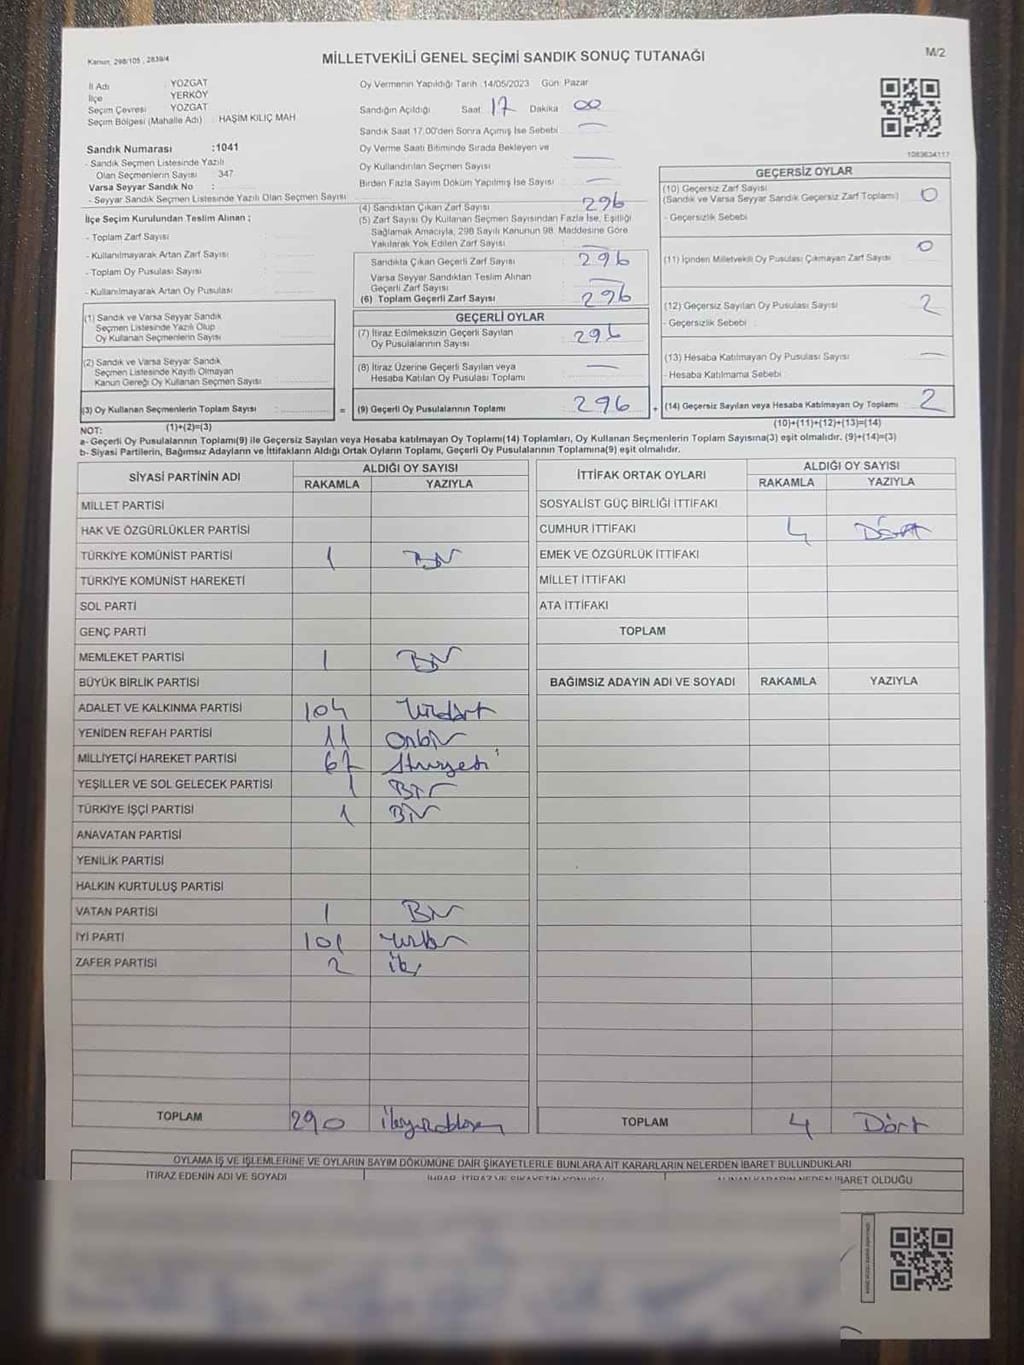 Kanun, 298/105 , 2839/4
MİLLETVEKİLİ GENEL SEÇİMİ SANDIK SONUÇ TUTANAĞI
M/2
İl Adı : YOZGAT
İlçe : YERKÖY
Seçim Çevresi : YOZGAT
Seçim Bölgesi (Mahalle Adı) : HAŞİM KILIÇ MAH
Sandık Numarası :1041
- Sandık Seçmen Listesinde Yazılı
Olan Seçmenlerin Sayısı : 347
Varsa Seyyar Sandık No :
- Seyyar Sandık Seçmen Listesinde Yazılı Olan Seçmen Sayısı
İlçe Seçim Kurulundan Teslim Alınan ;
- Toplam Zarf Sayısı
- Kullanılmayarak Artan Zarf Sayısı
- Toplam Oy Pusulası Sayısı
- Kullanılmayarak Artan Oy Pusulası
(1) Sandık ve Varsa Seyyar Sandık
Seçmen Listesinde Yazılı Olup
Oy Kullanan Seçmenlerin Sayısı
(2) Sandık ve Varsa Seyyar Sandık
Seçmen Listesinde Kayıtlı Olmayan
Kanun Gereği Oy Kullanan Seçmen Sayısı
(3) Oy Kullanan Seçmenlerin Toplam Sayısı
(1)+(2)=(3)
Oy Vermenin Yapıldığı Tarih 14/05/2023 Gün: Pazar
Sandığın Açıldığı Saat: 17 Dakika 00
Sandık Saat 17.00'den Sonra Açımış İse Sebebi —
Oy Verme Saati Bitiminde Sırada Bekleyen ve
Oy Kullandırılan Seçmen Sayısı —
Birden Fazla Sayım Döküm Yapılmış İse Sayısı —
(4) Sandıktan Çıkan Zarf Sayısı 296
(5) Zarf Sayısı Oy Kullanan Seçmen Sayısından Fazla İse, Eşitliği
Sağlamak Amacıyla, 298 Sayılı Kanunun 98. Maddesine Göre
Yakılarak Yok Edilen Zarf Sayısı : —
Sandıkta Çıkan Geçerli Zarf Sayısı 296
Varsa Seyyar Sandıktan Teslim Alınan
Geçerli Zarf Sayısı —
(6) Toplam Geçerli Zarf Sayısı 296
GEÇERLİ OYLAR
(7) İtiraz Edilmeksizin Geçerli Sayılan
Oy Pusulalarının Sayısı 296
(8) İtiraz Üzerine Geçerli Sayılan veya
Hesaba Katılan Oy Pusulası Toplamı —
= (9) Geçerli Oy Pusulalarının Toplamı 296 +
1083634117
GEÇERSİZ OYLAR
(10) Geçersiz Zarf Sayısı
(Sandık ve Varsa Seyyar Sandık Geçersiz Zarf Toplamı) 0
- Geçersizlik Sebebi
(11) İçinden Milletvekili Oy Pusulası Çıkmayan Zarf Sayısı 0
(12) Geçersiz Sayılan Oy Pusulası Sayısı 2
- Geçersizlik Sebebi :
(13) Hesaba Katılmayan Oy Pusulası Sayısı —
- Hesaba Katılmama Sebebi
(14) Geçersiz Sayılan veya Hesaba Katılmayan Oy Toplamı 2
(10)+(11)+(12)+(13)=(14)
NOT:
a- Geçerli Oy Pusulalarının Toplamı(9) ile Geçersiz Sayılan veya Hesaba katılmayan Oy Toplamı(14) Toplamları, Oy Kullanan Seçmenlerin Toplam Sayısına(3) eşit olmalıdır. (9)+(14)=(3)
b- Siyasi Partilerin, Bağımsız Adayların ve İttifakların Aldığı Ortak Oyların Toplamı, Geçerli Oy Pusulalarının Toplamına(9) eşit olmalıdır.
SİYASİ PARTİNİN ADI ALDIĞI OY SAYISI
RAKAMLA YAZIYLA
MİLLET PARTİSİ
HAK VE ÖZGÜRLÜKLER PARTİSİ
TÜRKİYE KOMÜNİST PARTİSİ 1 Bir
TÜRKİYE KOMÜNİST HAREKETİ
SOL PARTİ
GENÇ PARTİ
MEMLEKET PARTİSİ 1 Bir
BÜYÜK BİRLİK PARTİSİ
ADALET VE KALKINMA PARTİSİ 104 Yüzdört
YENİDEN REFAH PARTİSİ 11 Onbir
MİLLİYETÇİ HAREKET PARTİSİ 67 Atmışyedi
YEŞİLLER VE SOL GELECEK PARTİSİ 1 Bir
TÜRKİYE İŞÇİ PARTİSİ 1 Bir
ANAVATAN PARTİSİ
YENİLİK PARTİSİ
HALKIN KURTULUŞ PARTİSİ
VATAN PARTİSİ 1 Bir
İYİ PARTİ 101 Yüzbir
ZAFER PARTİSİ 2 iki
TOPLAM 290 ikiyüzdoksan
İTTİFAK ORTAK OYLARI ALDIĞI OY SAYISI
RAKAMLA YAZIYLA
SOSYALİST GÜÇ BİRLİĞİ İTTİFAKI
CUMHUR İTTİFAKI 4 Dört
EMEK VE ÖZGÜRLÜK İTTİFAKI
MİLLET İTTİFAKI
ATA İTTİFAKI
TOPLAM
BAĞIMSIZ ADAYIN ADI VE SOYADI RAKAMLA YAZIYLA
TOPLAM 4 Dört
OYLAMA İŞ VE İŞLEMLERİNE VE OYLARIN SAYIM DÖKÜMÜNE DAİR ŞİKAYETLERLE BUNLARA AİT KARARLARIN NELERDEN İBARET BULUNDUKLARI
İTİRAZ EDENİN ADI VE SOYADI
İBARET OLDUĞU